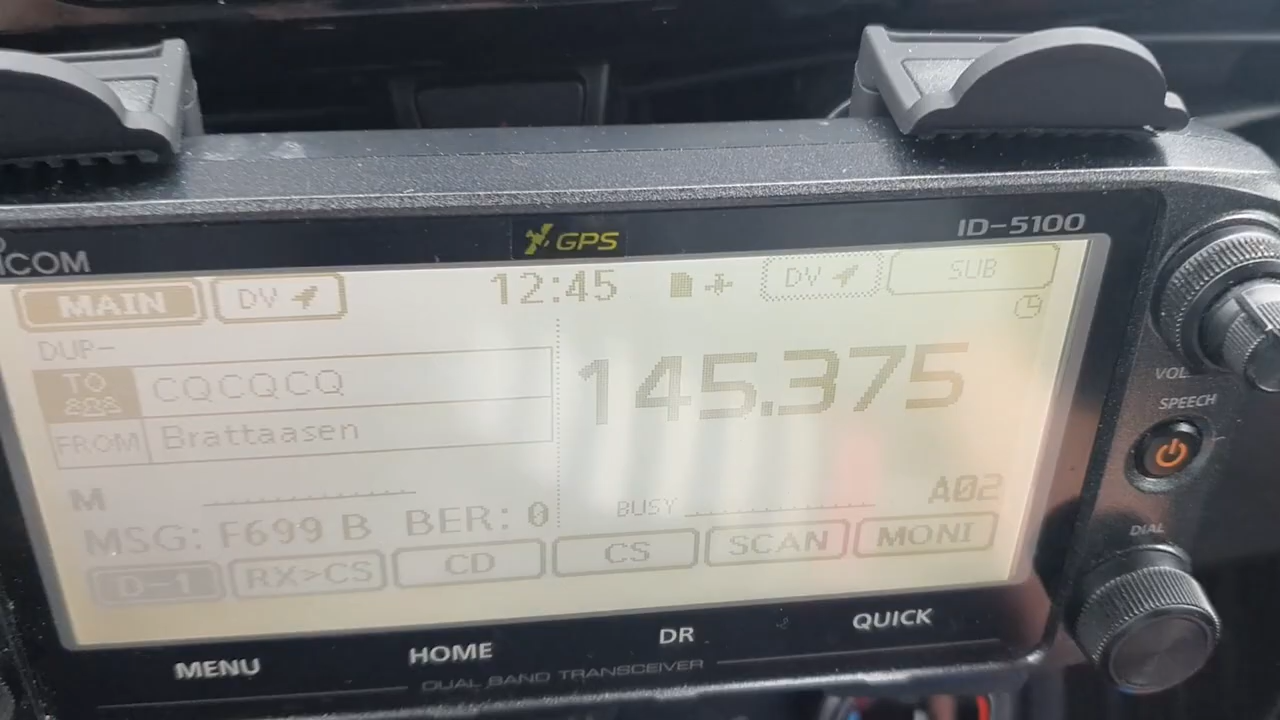 ICOM
GPS
ID-5100
MAIN DV 12:45 DV SUB
DUP-
TO CQCQCQ
145.375
FROM Brattaasen
M
BUSY
A02
MSG: F699 B BER: 0
D-1 RX>CS CD CS SCAN MONI
MENU HOME DR QUICK
DUAL BAND TRANSCEIVER
VOL
SPEECH
DIAL